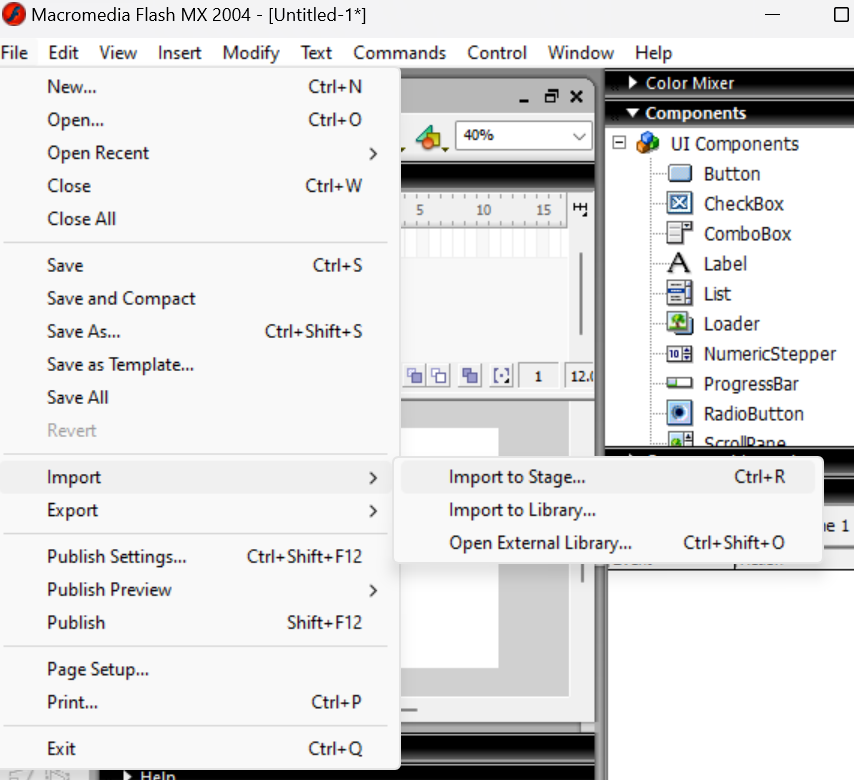 Macromedia Flash MX 2004 - [Untitled-1*]
File Edit View Insert Modify Text Commands Control Window Help
New... Ctrl+N
Open... Ctrl+O
Open Recent
Close Ctrl+W
Close All
Save Ctrl+S
Save and Compact
Save As... Ctrl+Shift+S
Save as Template...
Save All
Revert
Import
Export
Publish Settings... Ctrl+Shift+F12
Publish Preview
Publish Shift+F12
Page Setup...
Print... Ctrl+P
Exit Ctrl+Q
Import to Stage... Ctrl+R
Import to Library...
Open External Library... Ctrl+Shift+O
40%
5 10 15
1 12.0
Color Mixer
Components
UI Components
Button
CheckBox
ComboBox
Label
List
Loader
NumericStepper
10
ProgressBar
RadioButton
ScrollPane
ne 1
Help